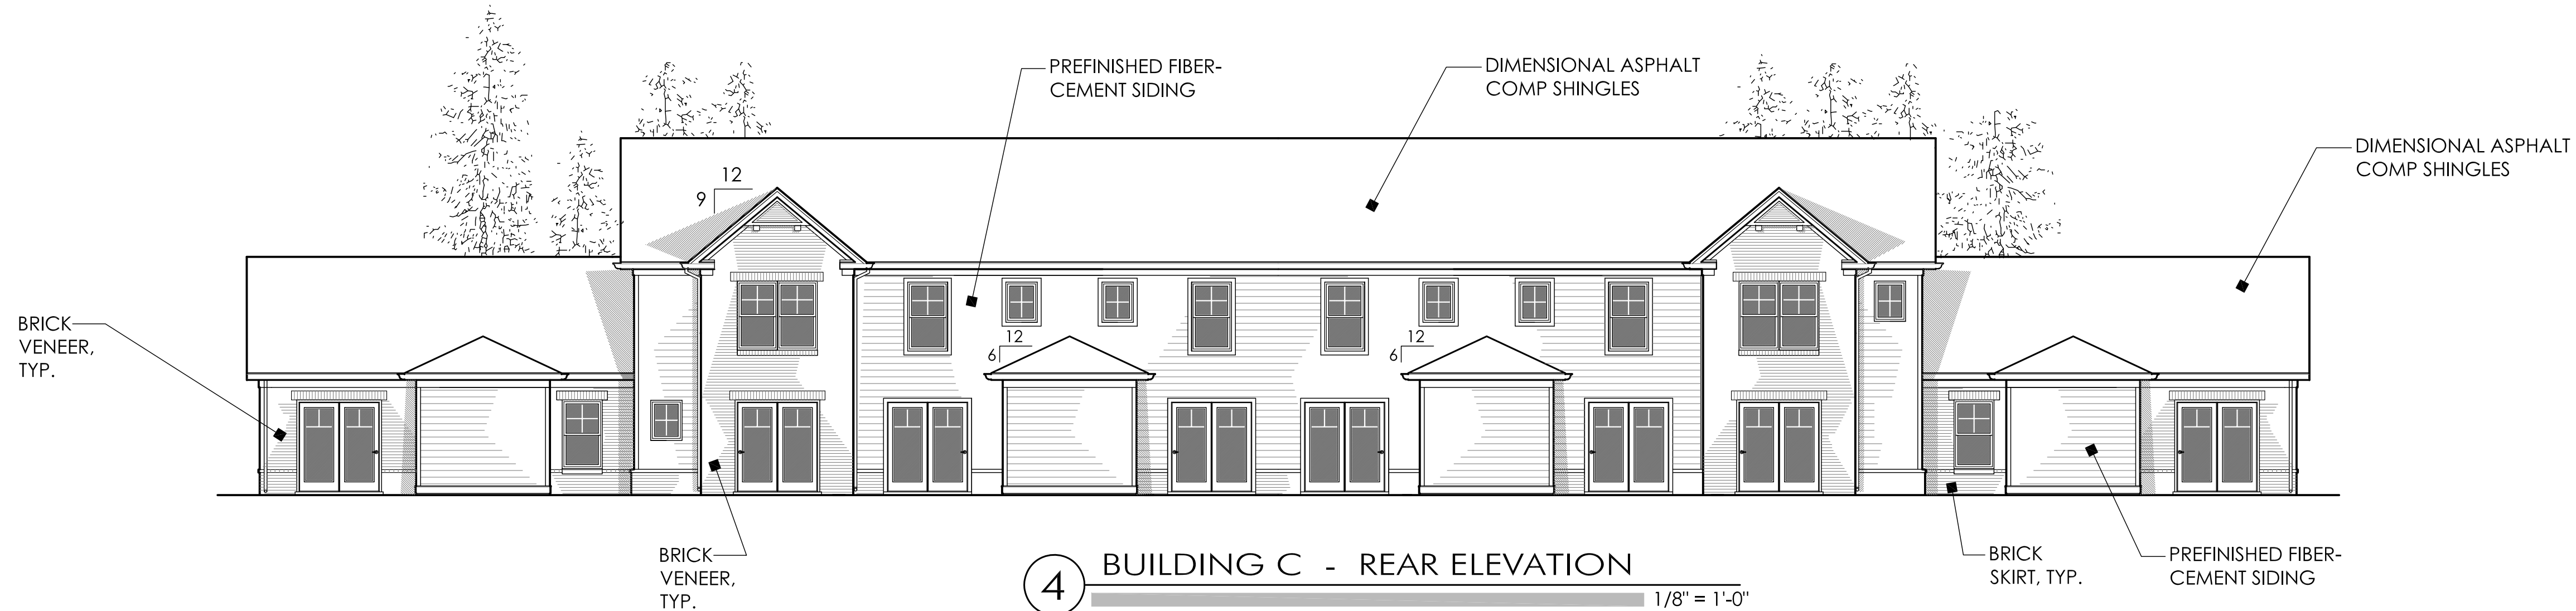 PREFINISHED FIBER-
CEMENT SIDING
DIMENSIONAL ASPHALT
COMP SHINGLES
DIMENSIONAL ASPHALT
COMP SHINGLES
12
9
BRICK
VENEER,
TYP.
12
6
12
6
BRICK
VENEER,
TYP.
4
BUILDING C - REAR ELEVATION
1/8" = 1'-0"
BRICK
SKIRT, TYP.
PREFINISHED FIBER-
CEMENT SIDING